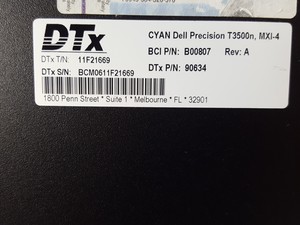 DTx
CYAN Dell Precision T3500n, MXI-4
BCI P/N: B00807 Rev: A
DTx T/N: 11F21669
DTx S/N: BCM0611F21669
DTx P/N: 90634
1800 Penn Street * Suite 1 * Melbourne * FL * 32901